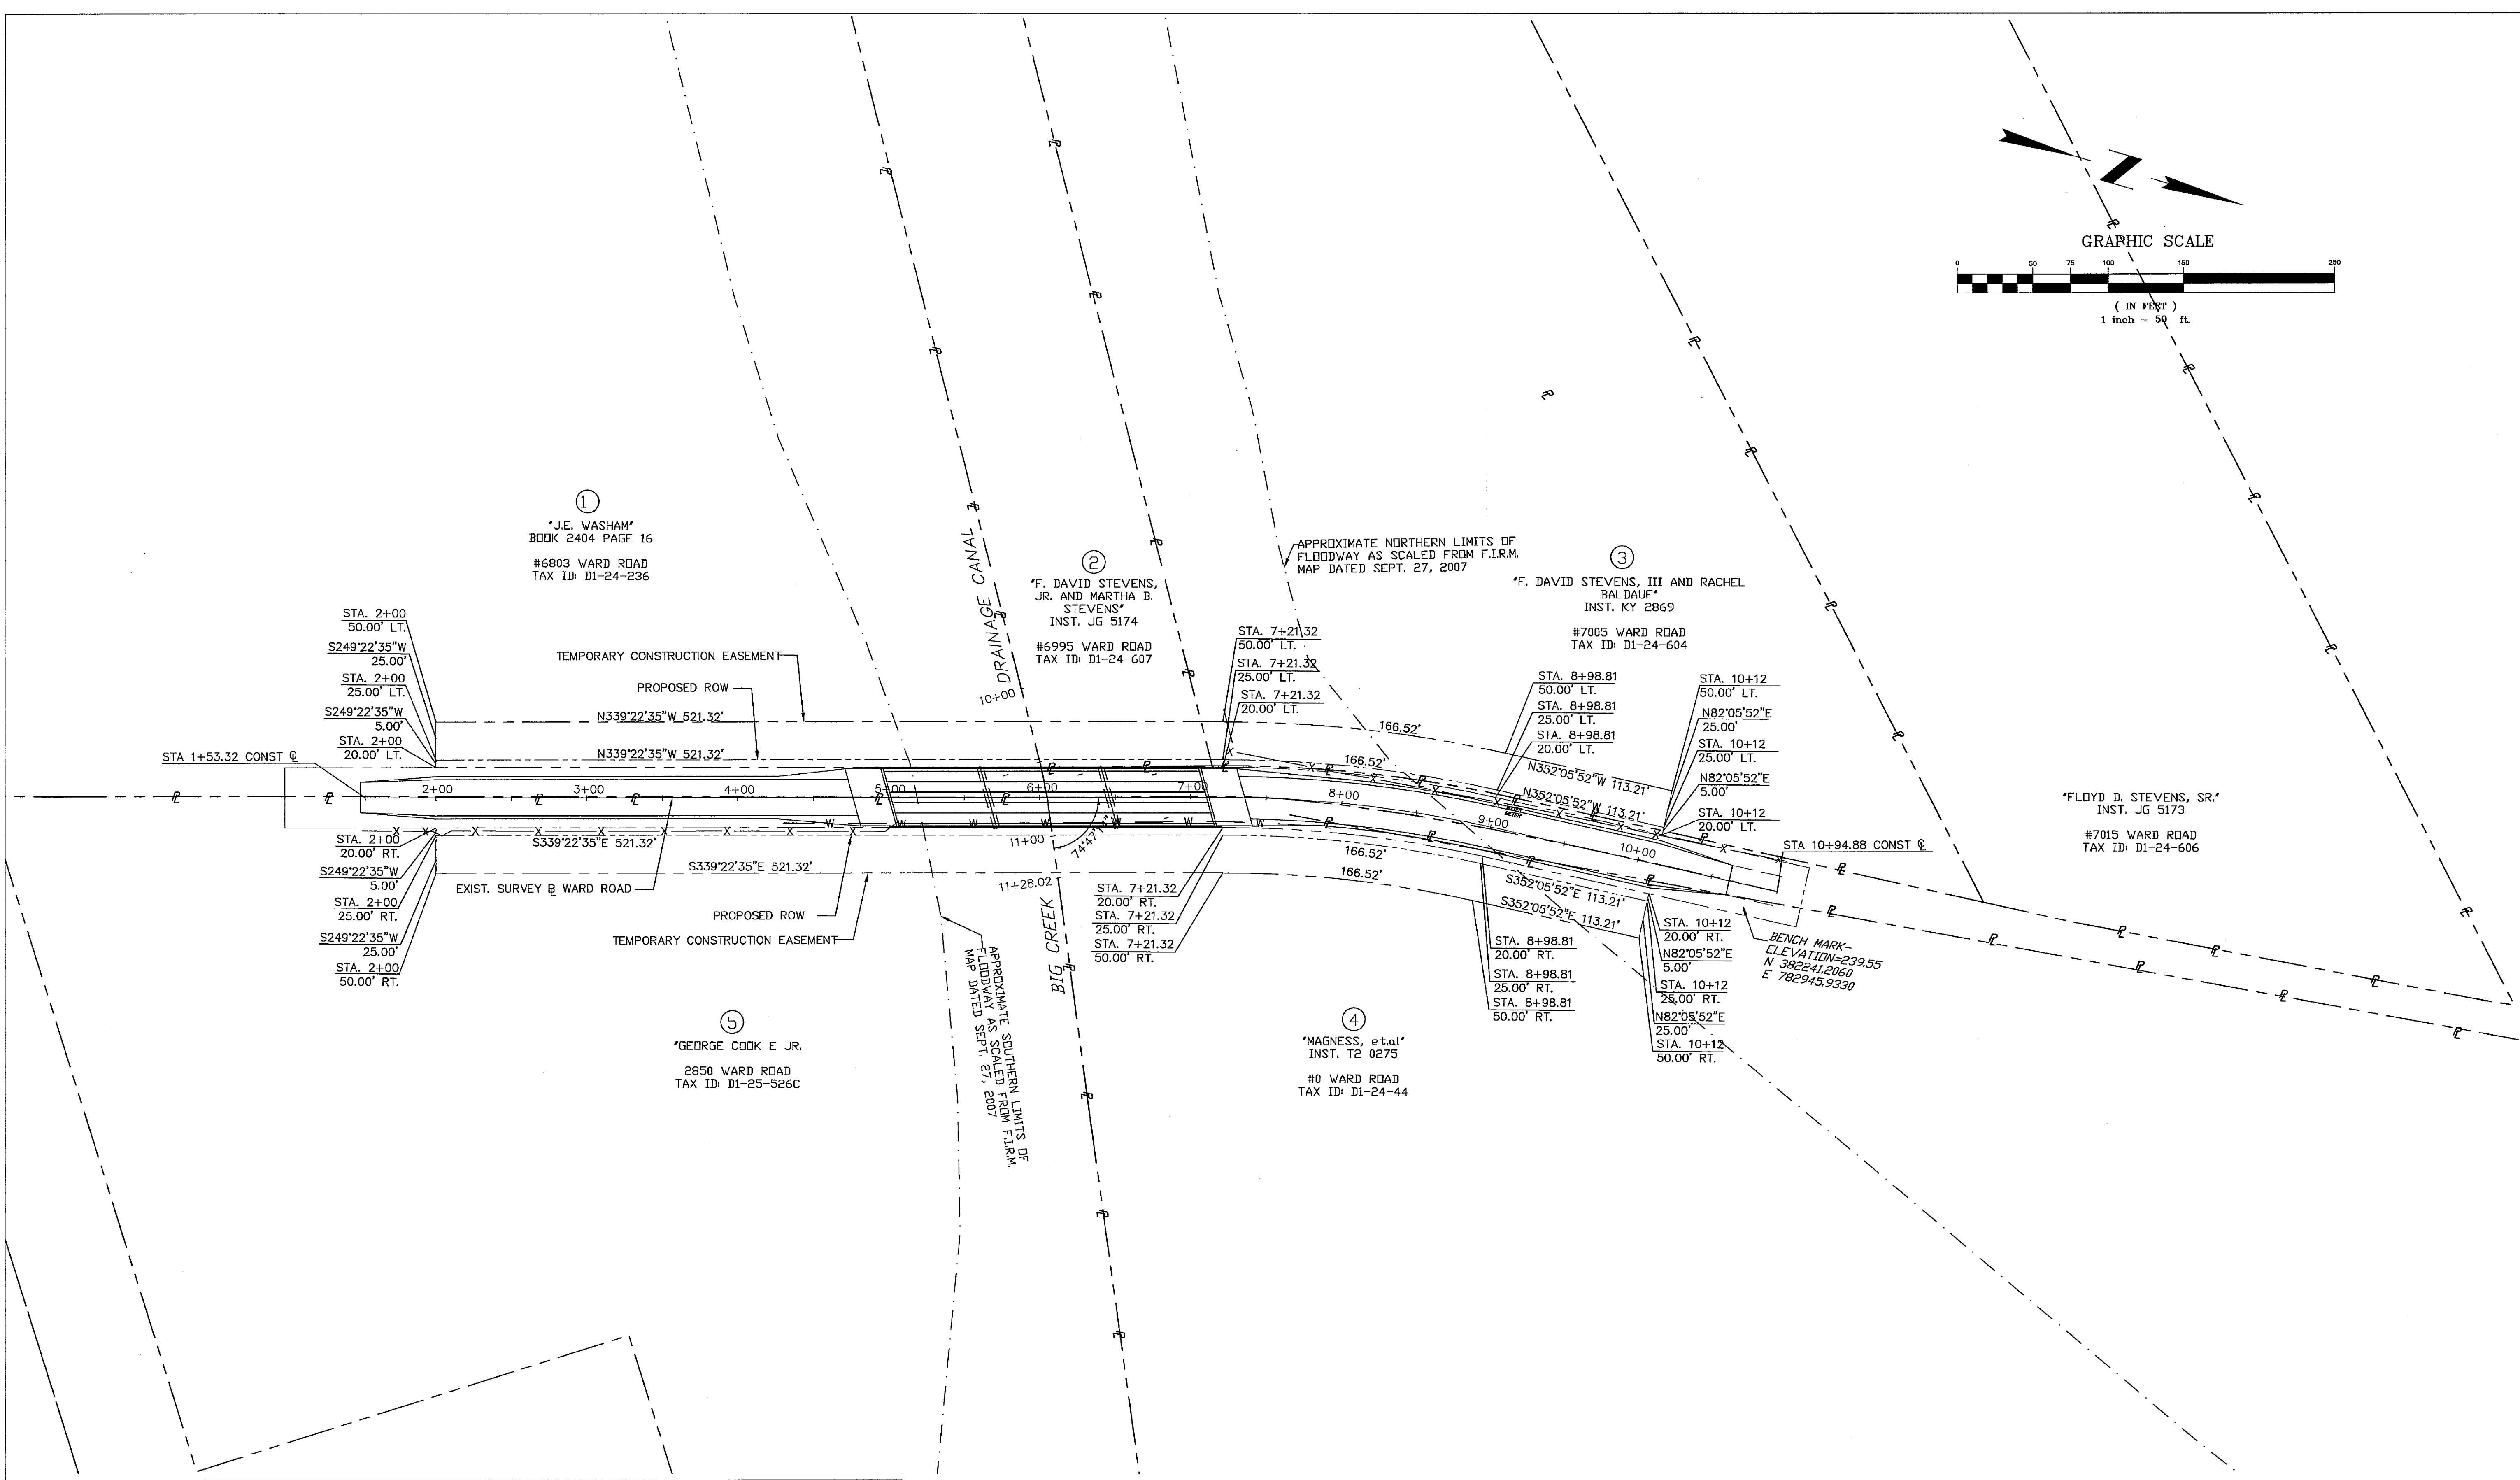 GRAPHIC SCALE
0 50 75 100 150 250
( IN FEET )
1 inch = 50 ft.
1
"J.E. WASHAM"
BOOK 2404 PAGE 16
#6803 WARD ROAD
TAX ID: D1-24-236
DRAINAGE CANAL
2
"F. DAVID STEVENS,
JR. AND MARTHA B.
STEVENS"
INST. JG 5174
#6995 WARD ROAD
TAX ID: D1-24-607
APPROXIMATE NORTHERN LIMITS OF
FLOODWAY AS SCALED FROM F.I.R.M.
MAP DATED SEPT. 27, 2007
3
"F. DAVID STEVENS, III AND RACHEL
BALDAUF"
INST. KY 2869
#7005 WARD ROAD
TAX ID: D1-24-604
STA. 2+00
50.00' LT.
S249°22'35"W
25.00'
STA. 2+00
25.00' LT.
S249°22'35"W
5.00'
STA. 2+00
20.00' LT.
STA 1+53.32 CONST ℄
TEMPORARY CONSTRUCTION EASEMENT
PROPOSED ROW
N339°22'35"W 521.32'
N339°22'35"W 521.32'
10+00
STA. 7+21.32
50.00' LT.
STA. 7+21.32
25.00' LT.
STA. 7+21.32
20.00' LT.
STA. 8+98.81
50.00' LT.
STA. 8+98.81
25.00' LT.
STA. 8+98.81
20.00' LT.
STA. 10+12
50.00' LT.
N82°05'52"E
25.00'
STA. 10+12
25.00' LT.
N82°05'52"E
5.00'
STA. 10+12
20.00' LT.
166.52'
166.52'
N352°05'52"W 113.21'
N352°05'52"W 113.21'
WATER
METER
2+00 3+00 4+00 5+00 6+00 7+00 8+00 9+00 10+00
STA 10+94.88 CONST ℄
"FLOYD D. STEVENS, SR."
INST. JG 5173
#7015 WARD ROAD
TAX ID: D1-24-606
STA. 2+00
20.00' RT.
S249°22'35"W
5.00'
STA. 2+00
25.00' RT.
S249°22'35"W
25.00'
STA. 2+00
50.00' RT.
S339°22'35"E 521.32'
S339°22'35"E 521.32'
EXIST. SURVEY ℄ WARD ROAD
PROPOSED ROW
TEMPORARY CONSTRUCTION EASEMENT
11+00
74°47'14"
11+28.02
BIG CREEK
166.52'
166.52'
STA. 7+21.32
20.00' RT.
STA. 7+21.32
25.00' RT.
STA. 7+21.32
50.00' RT.
S352°05'52"E 113.21'
S352°05'52"E 113.21'
STA. 8+98.81
20.00' RT.
STA. 8+98.81
25.00' RT.
STA. 8+98.81
50.00' RT.
STA. 10+12
20.00' RT.
N82°05'52"E
5.00'
STA. 10+12
25.00' RT.
N82°05'52"E
25.00'
STA. 10+12
50.00' RT.
BENCH MARK-
ELEVATION=239.55
N 382241.2060
E 782945.9330
APPROXIMATE SOUTHERN LIMITS OF
FLOODWAY AS SCALED FROM F.I.R.M.
MAP DATED SEPT. 27, 2007
5
"GEORGE COOK E JR.
2850 WARD ROAD
TAX ID: D1-25-526C
4
"MAGNESS, et.al"
INST. T2 0275
#0 WARD ROAD
TAX ID: D1-24-44